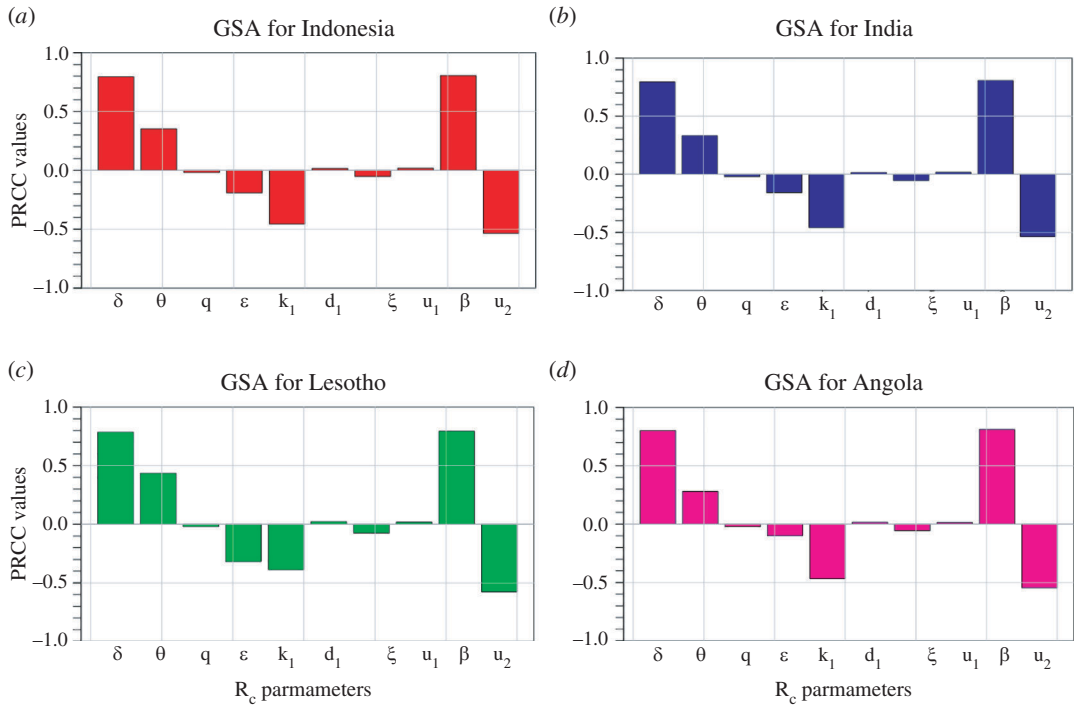 (a)
GSA for Indonesia
PRCC values
1.0
0.5
0.0
−0.5
−1.0
δ θ q ε k1 d1 ξ u1 β u2
(b)
GSA for India
1.0
0.5
0.0
−0.5
−1.0
δ θ q ε k1 d1 ξ u1 β u2
(c)
GSA for Lesotho
PRCC values
1.0
0.5
0.0
−0.5
−1.0
δ θ q ε k1 d1 ξ u1 β u2
Rc parmameters
(d)
GSA for Angola
1.0
0.5
0.0
−0.5
−1.0
δ θ q ε k1 d1 ξ u1 β u2
Rc parmameters